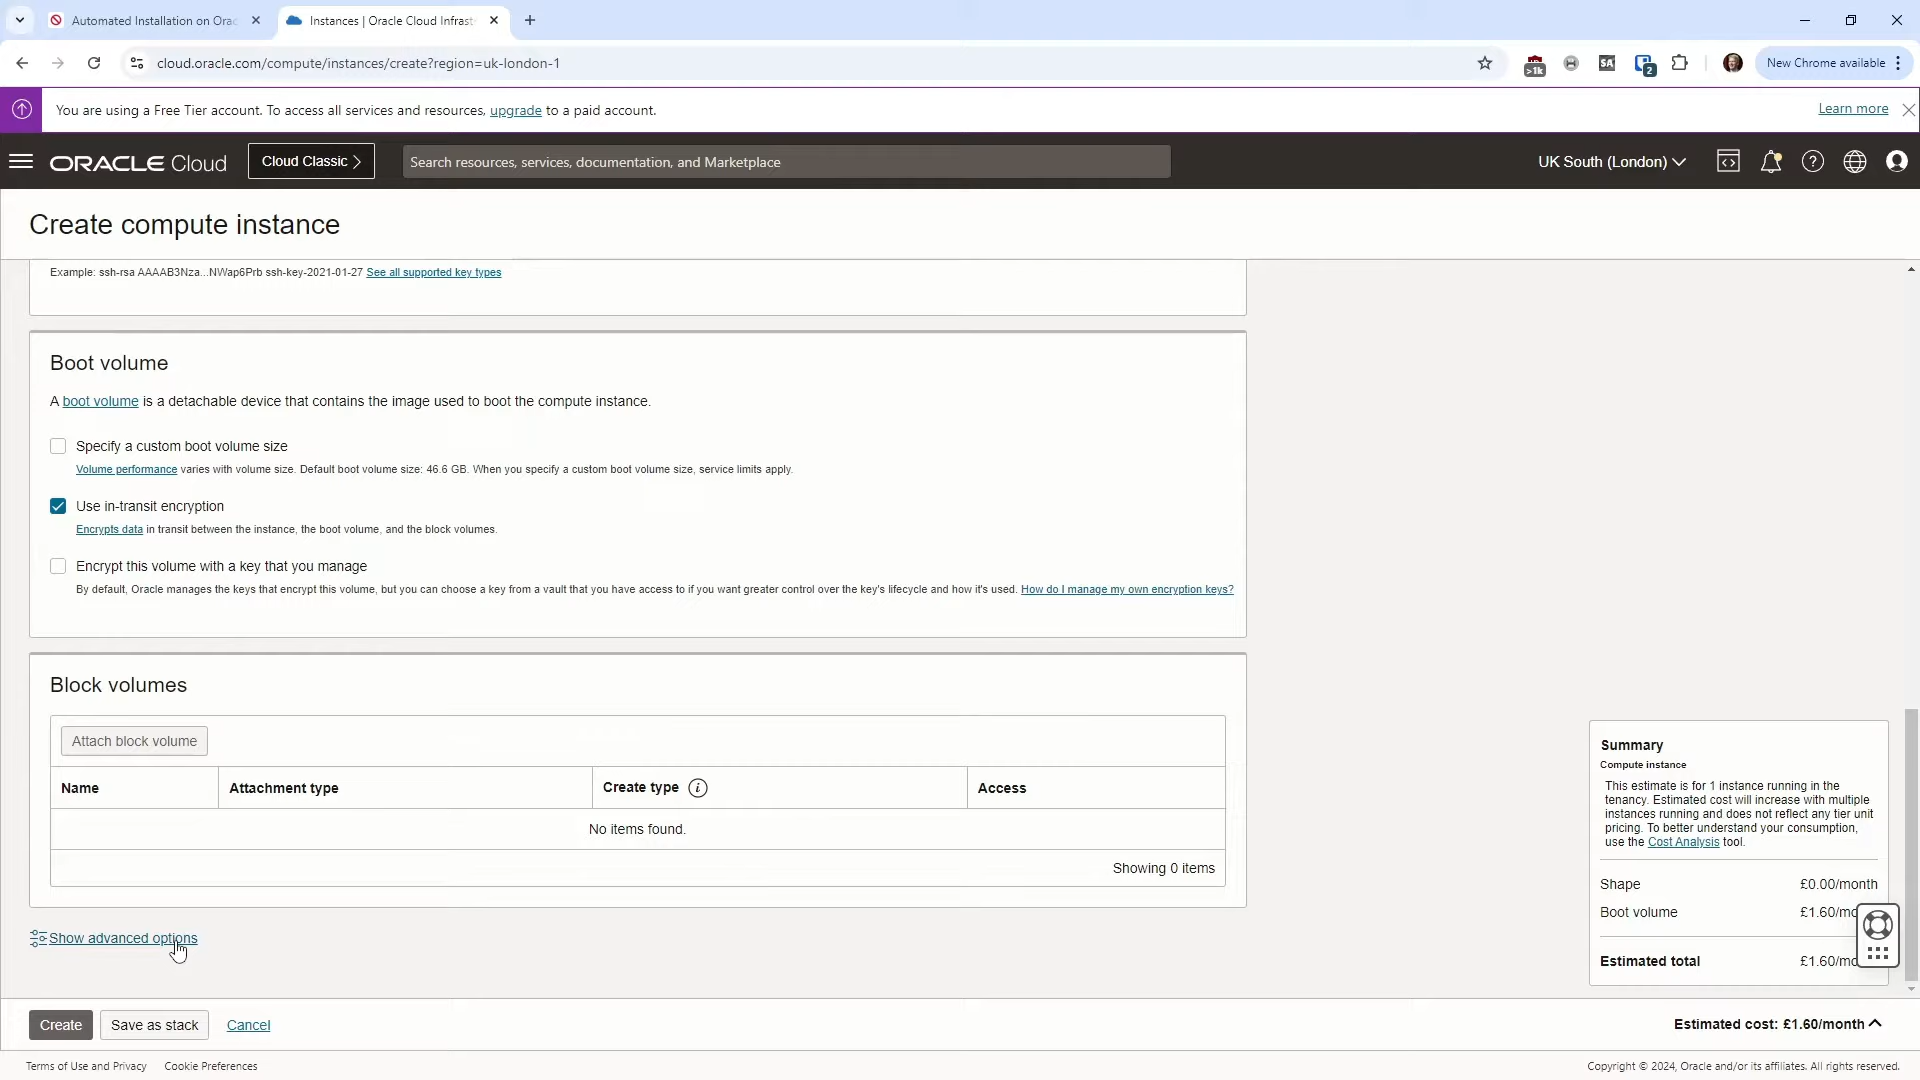 Automated Installation on Orac
Instances | Oracle Cloud Infrast
cloud.oracle.com/compute/instances/create?region=uk-london-1
>1k
SA
2
New Chrome available
You are using a Free Tier account. To access all services and resources, upgrade to a paid account.
Learn more
ORACLE Cloud
Cloud Classic
Search resources, services, documentation, and Marketplace
UK South (London)
Create compute instance
Example: ssh-rsa AAAAB3Nza...NWap6Prb ssh-key-2021-01-27 See all supported key types
Boot volume
A boot volume is a detachable device that contains the image used to boot the compute instance.
Specify a custom boot volume size
Volume performance varies with volume size. Default boot volume size: 46.6 GB. When you specify a custom boot volume size, service limits apply.
Use in-transit encryption
Encrypts data in transit between the instance, the boot volume, and the block volumes.
Encrypt this volume with a key that you manage
By default, Oracle manages the keys that encrypt this volume, but you can choose a key from a vault that you have access to if you want greater control over the key's lifecycle and how it's used. How do I manage my own encryption keys?
Block volumes
Attach block volume
Name Attachment type Create type i Access
No items found.
Showing 0 items
Show advanced options
Summary
Compute instance
This estimate is for 1 instance running in the
tenancy. Estimated cost will increase with multiple
instances running and does not reflect any tier unit
pricing. To better understand your consumption,
use the Cost Analysis tool.
Shape £0.00/month
Boot volume £1.60/mo
Estimated total £1.60/mo
Create
Save as stack
Cancel
Estimated cost: £1.60/month
Terms of Use and Privacy
Cookie Preferences
Copyright © 2024, Oracle and/or its affiliates. All rights reserved.